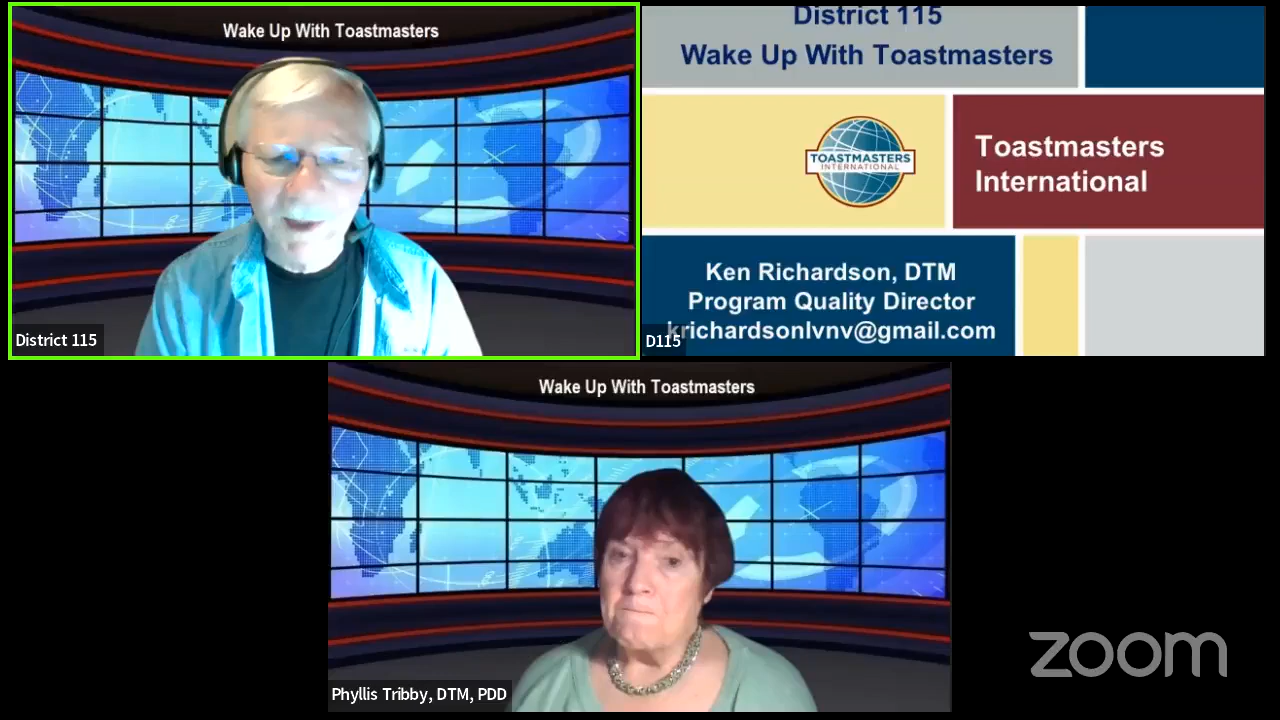 Wake Up With Toastmasters
District 115
District 115
Wake Up With Toastmasters
TOASTMASTERS
INTERNATIONAL
Toastmasters
International
Ken Richardson, DTM
Program Quality Director
krichardsonlvnv@gmail.com
D115
Wake Up With Toastmasters
Phyllis Tribby, DTM, PDD
zoom